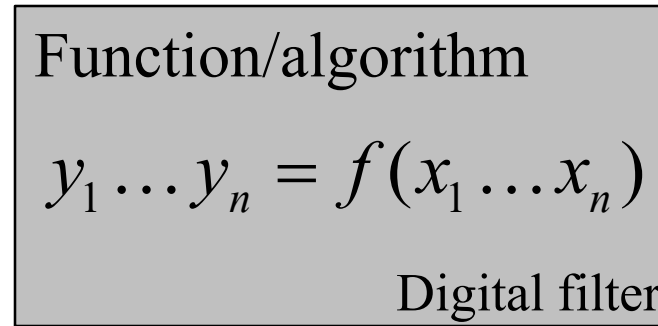 Function/algorithm
y₁…yₙ = f(x₁…xₙ)
Digital filter